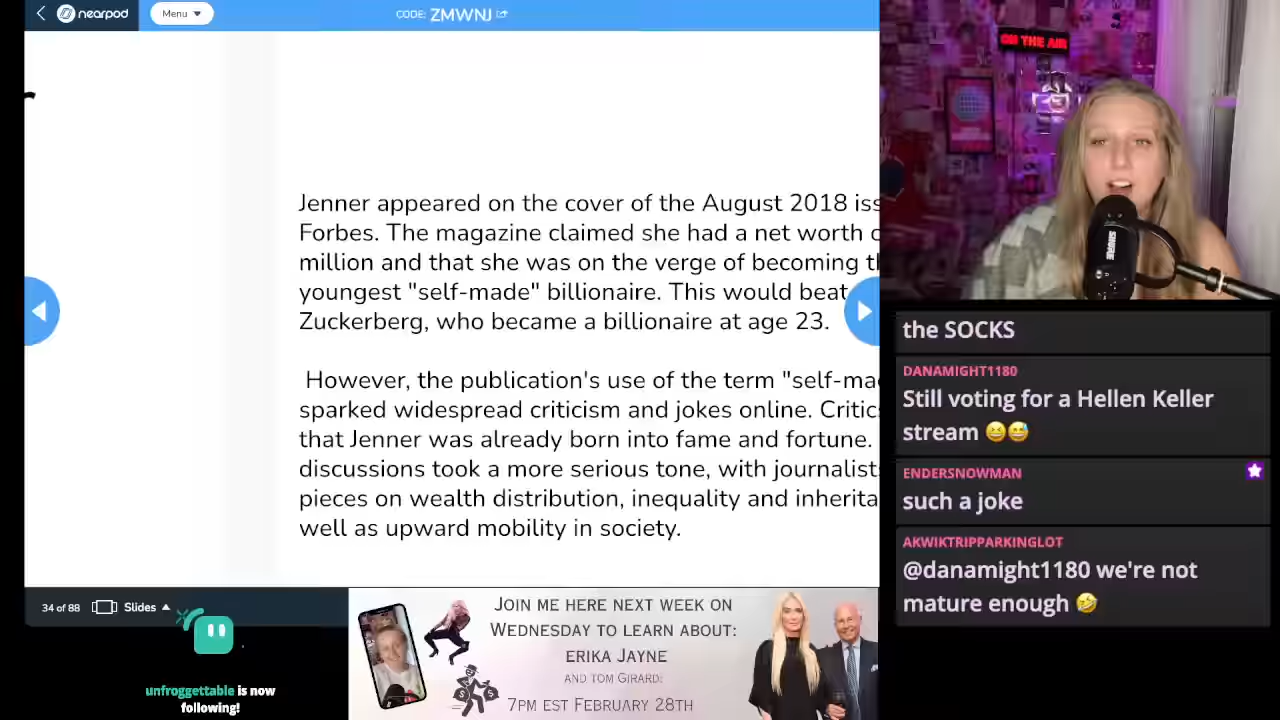 nearpod
Menu
CODE: ZMWNJ
ON THE AIR
Jenner appeared on the cover of the August 2018 iss
Forbes. The magazine claimed she had a net worth
million and that she was on the verge of becoming
youngest "self-made" billionaire. This would beat
Zuckerberg, who became a billionaire at age 23.
However, the publication's use of the term "self-ma
sparked widespread criticism and jokes online. Critic
that Jenner was already born into fame and fortune.
discussions took a more serious tone, with journalist
pieces on wealth distribution, inequality and inherita
well as upward mobility in society.
SHURE
the SOCKS
DANAMIGHT1180
Still voting for a Hellen Keller
stream 😆😅
ENDERSNOWMAN
such a joke
AKWIKTRIPPARKINGLOT
@danamight1180 we're not
mature enough 🤣
34 of 88
Slides
unfroggettable is now
following!
JOIN ME HERE NEXT WEEK ON
WEDNESDAY TO LEARN ABOUT:
ERIKA JAYNE
AND TOM GIRARD:
7PM EST FEBRUARY 28TH